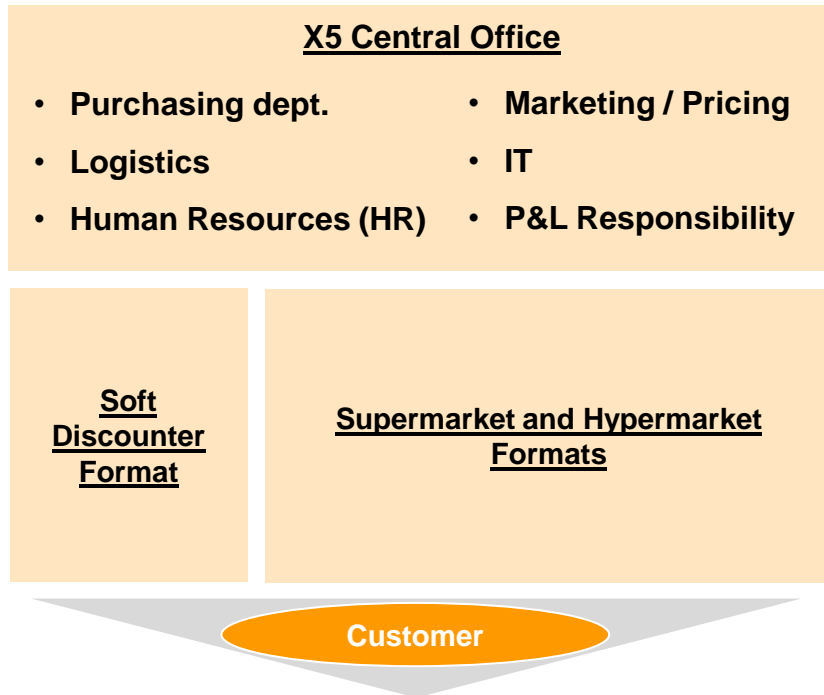 X5 Central Office
• Purchasing dept.
• Logistics
• Human Resources (HR)
• Marketing / Pricing
• IT
• P&L Responsibility
Soft
Discounter
Format
Supermarket and Hypermarket
Formats
Customer